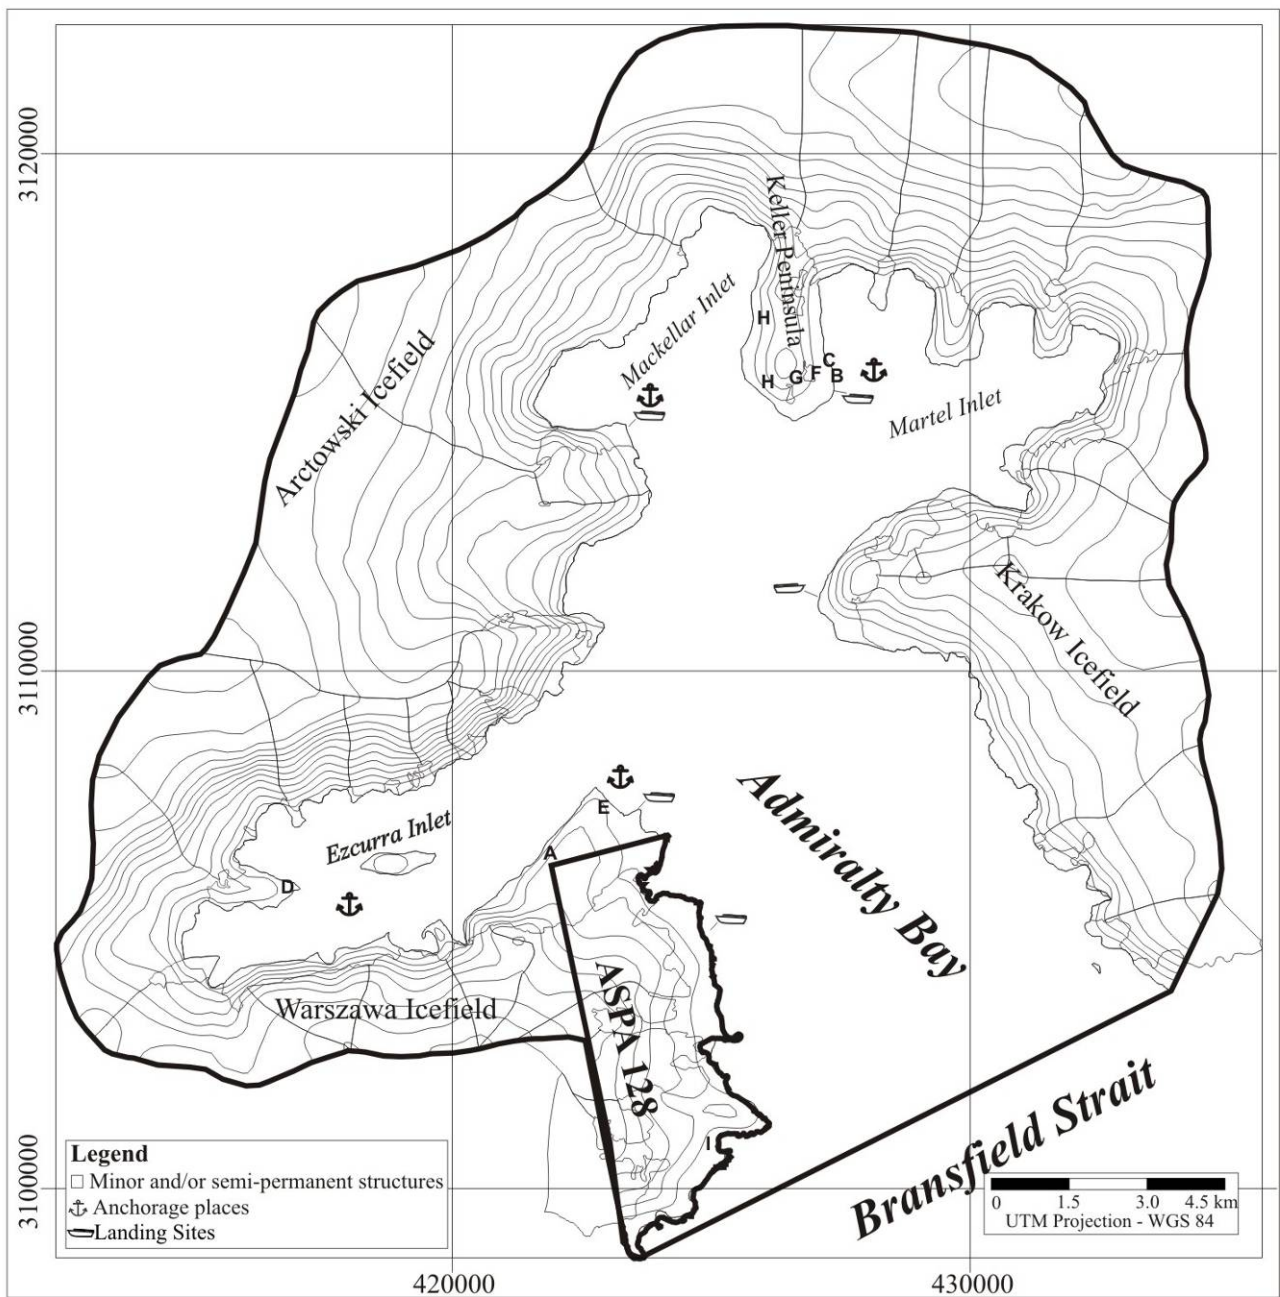 3120000
Keller Peninsula
Mackellar Inlet
Arctowski Icefield
H
C
H
G
F
B
Martel Inlet
Krakow Icefield
3110000
E
Admiralty Bay
Ezcurra Inlet
A
D
ASPA 128
Warszawa Icefield
Bransfield Strait
I
3100000
Legend
Minor and/or semi-permanent structures
Anchorage places
Landing Sites
0 1.5 3.0 4.5 km
UTM Projection - WGS 84
420000
430000